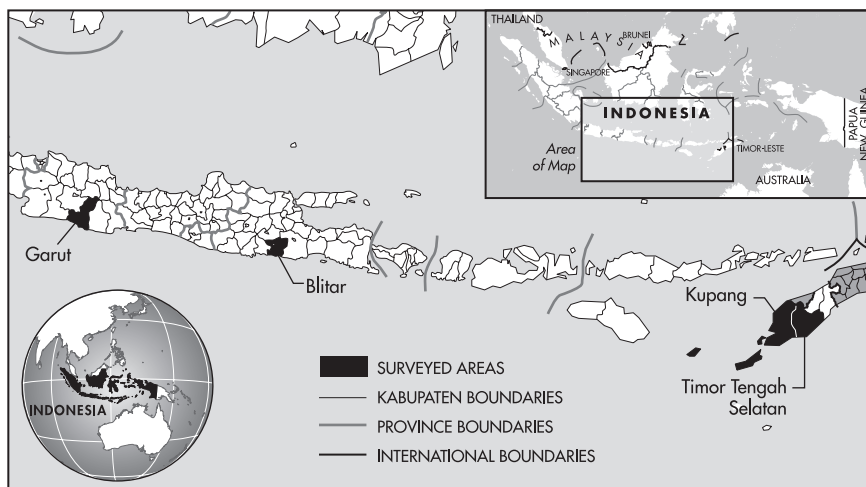 THAILAND
MALAYSIA
BRUNEI
SINGAPORE
INDONESIA
Area
of Map
TIMOR-LESTE
PAPUA
NEW GUINEA
AUSTRALIA
Garut
Blitar
Kupang
Timor Tengah
Selatan
INDONESIA
SURVEYED AREAS
KABUPATEN BOUNDARIES
PROVINCE BOUNDARIES
INTERNATIONAL BOUNDARIES